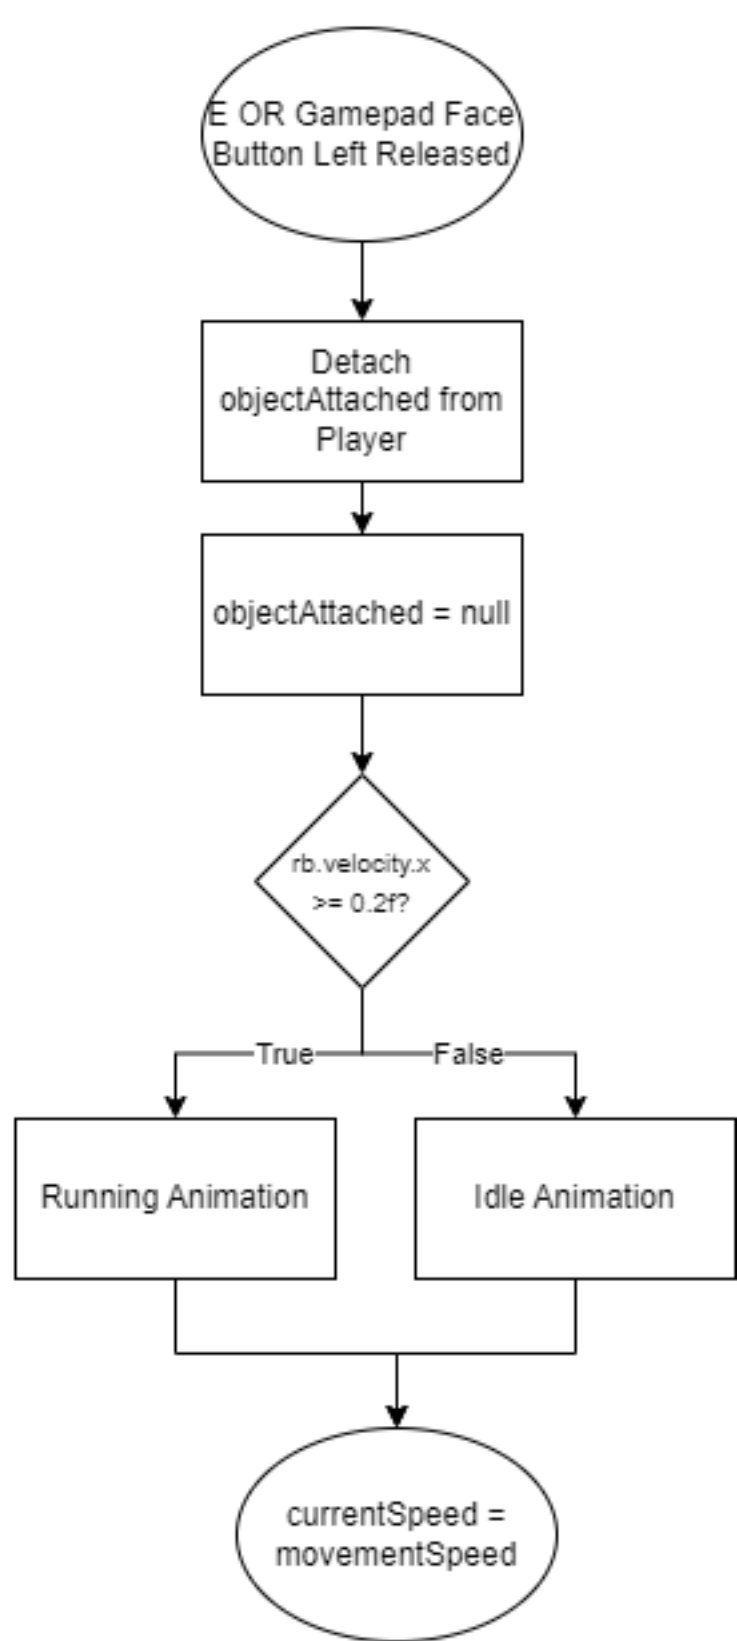 E OR Gamepad Face
Button Left Released
Detach
objectAttached from
Player
objectAttached = null
rb.velocity.x
>= 0.2f?
True
False
Running Animation
Idle Animation
currentSpeed =
movementSpeed